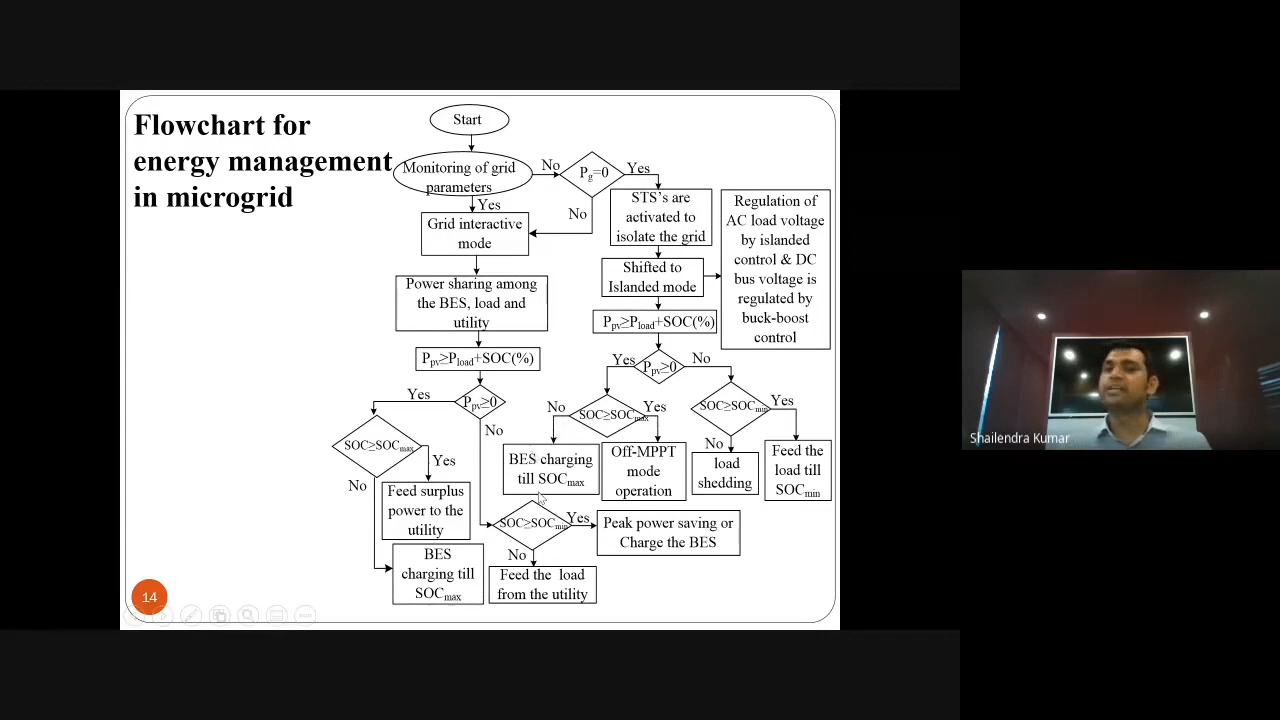 Flowchart for
energy management
in microgrid
Start
Monitoring of grid
parameters
No
Pg=0
Yes
Yes
No
Grid interactive
mode
STS's are
activated to
isolate the grid
Regulation of
AC load voltage
by islanded
control & DC
bus voltage is
regulated by
buck-boost
control
Shifted to
Islanded mode
Power sharing among
the BES, load and
utility
Ppv≥Pload+SOC(%)
Ppv≥Pload+SOC(%)
Yes
Ppv≥0
No
Yes
Ppv≥0
No
No
SOC≥SOCmax
Yes
SOC≥SOCmin
Yes
No
SOC≥SOCmax
Yes
No
BES charging
till SOCmax
Off-MPPT
mode
operation
load
shedding
Feed the
load till
SOCmin
Feed surplus
power to the
utility
SOC≥SOCmin
Yes
Peak power saving or
Charge the BES
No
BES
charging till
SOCmax
Feed the load
from the utility
14
Shailendra Kumar